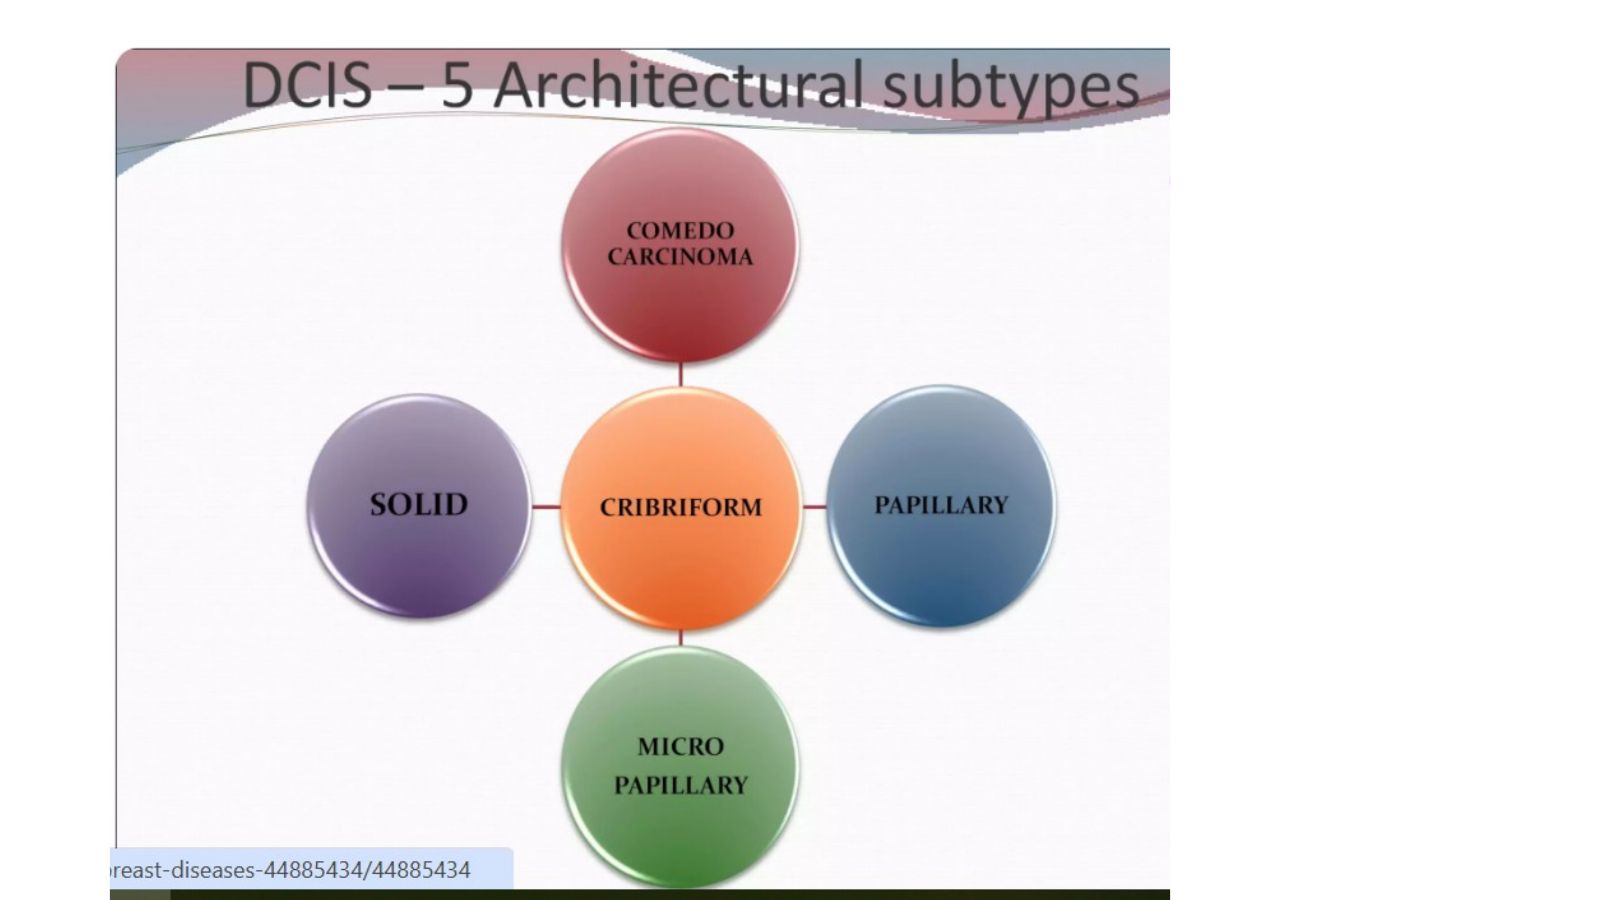 DCIS – 5 Architectural subtypes
COMEDO
CARCINOMA
SOLID
CRIBRIFORM
PAPILLARY
MICRO
PAPILLARY
reast-diseases-44885434/44885434